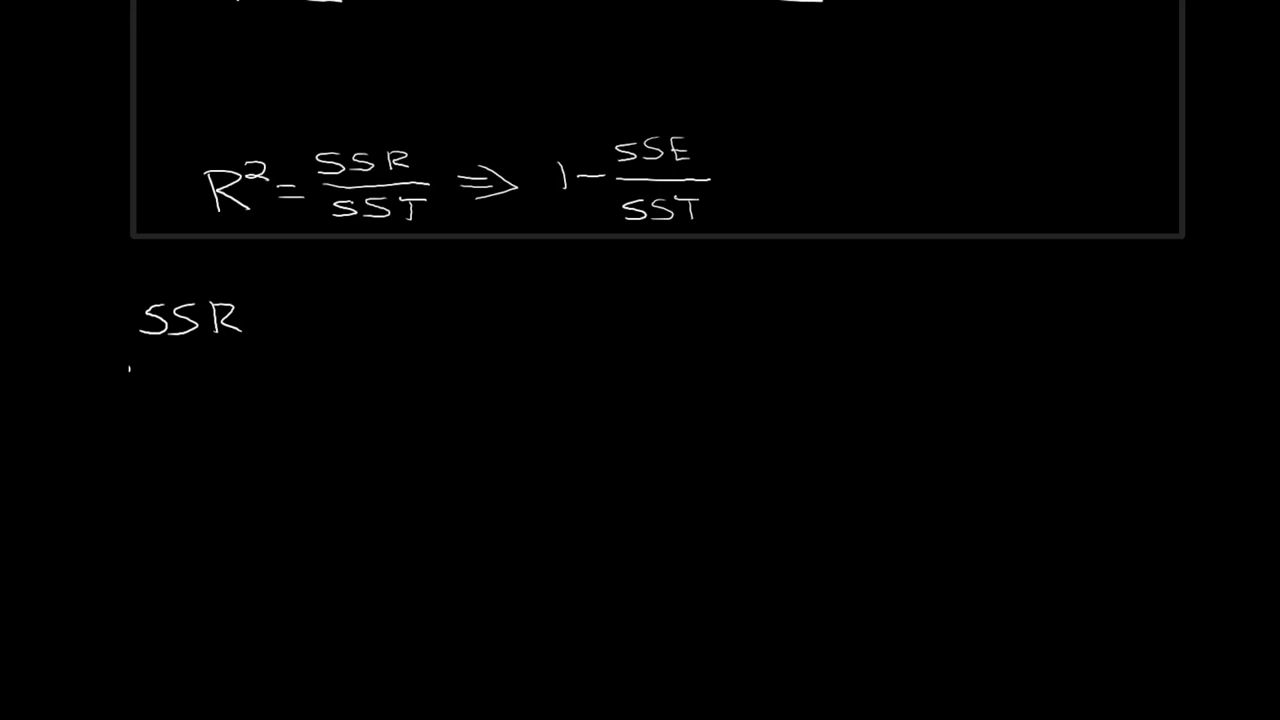 R² = SSR/SST ⇒ 1 - SSE/SST
SSR